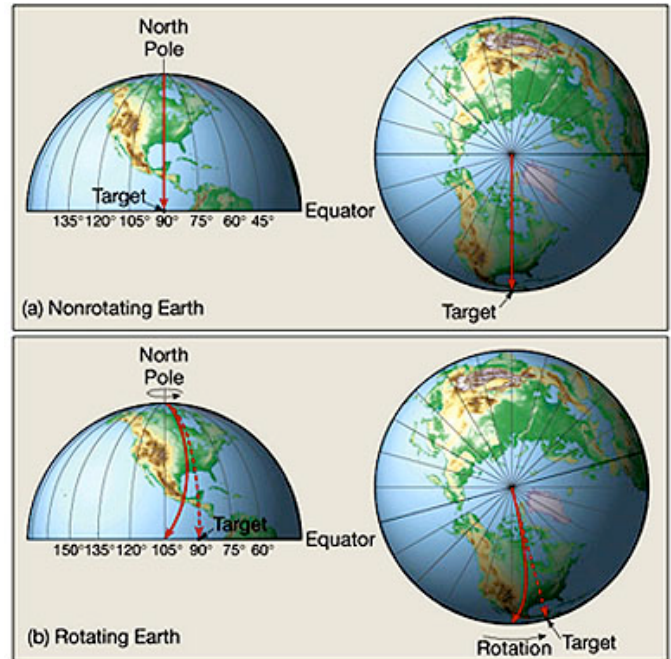 North
Pole
Target
Equator
135° 120° 105° 90° 75° 60° 45°
(a) Nonrotating Earth
Target
North
Pole
Target
Equator
150° 135° 120° 105° 90° 75° 60°
(b) Rotating Earth
Rotation
Target